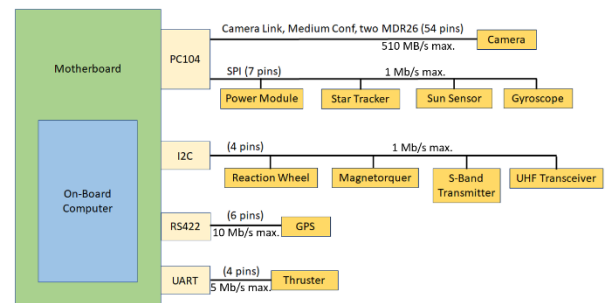 Camera Link, Medium Conf, two MDR26 (54 pins)
Camera
510 MB/s max.
Motherboard
PC104
SPI (7 pins)
1 Mb/s max.
Power Module
Star Tracker
Sun Sensor
Gyroscope
I2C
(4 pins)
1 Mb/s max.
Reaction Wheel
Magnetorquer
S-Band
Transmitter
UHF Transceiver
On-Board
Computer
RS422
(6 pins)
10 Mb/s max.
GPS
UART
(4 pins)
5 Mb/s max.
Thruster